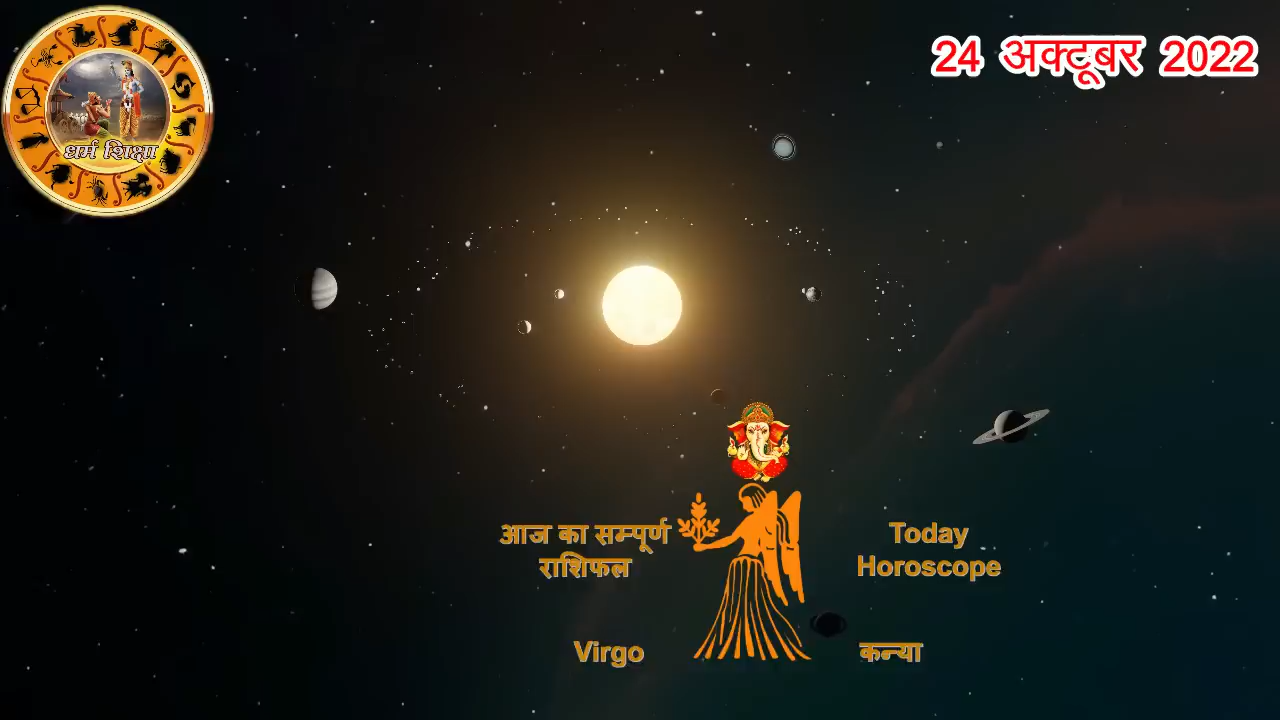 धर्म शिक्षा
24 अक्टूबर 2022
आज का सम्पूर्ण
राशिफल
Today
Horoscope
Virgo
कन्या